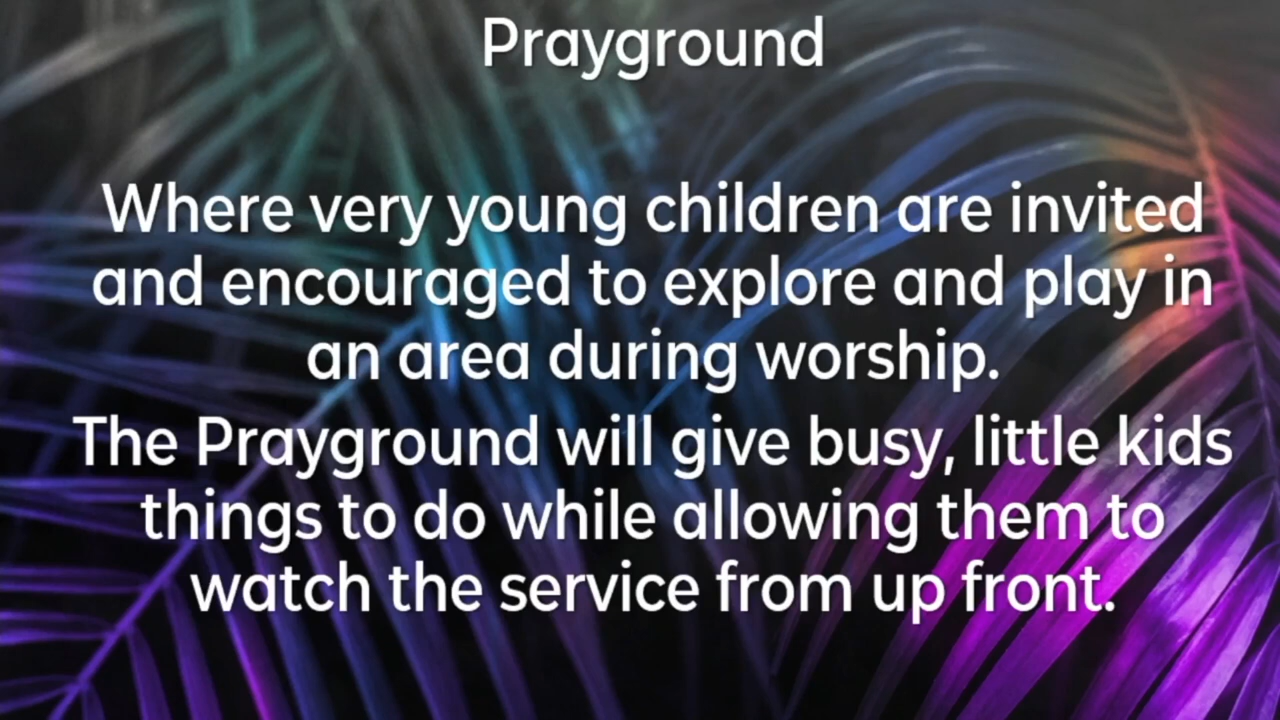 Prayground
Where very young children are invited
and encouraged to explore and play in
an area during worship.
The Prayground will give busy, little kids
things to do while allowing them to
watch the service from up front.